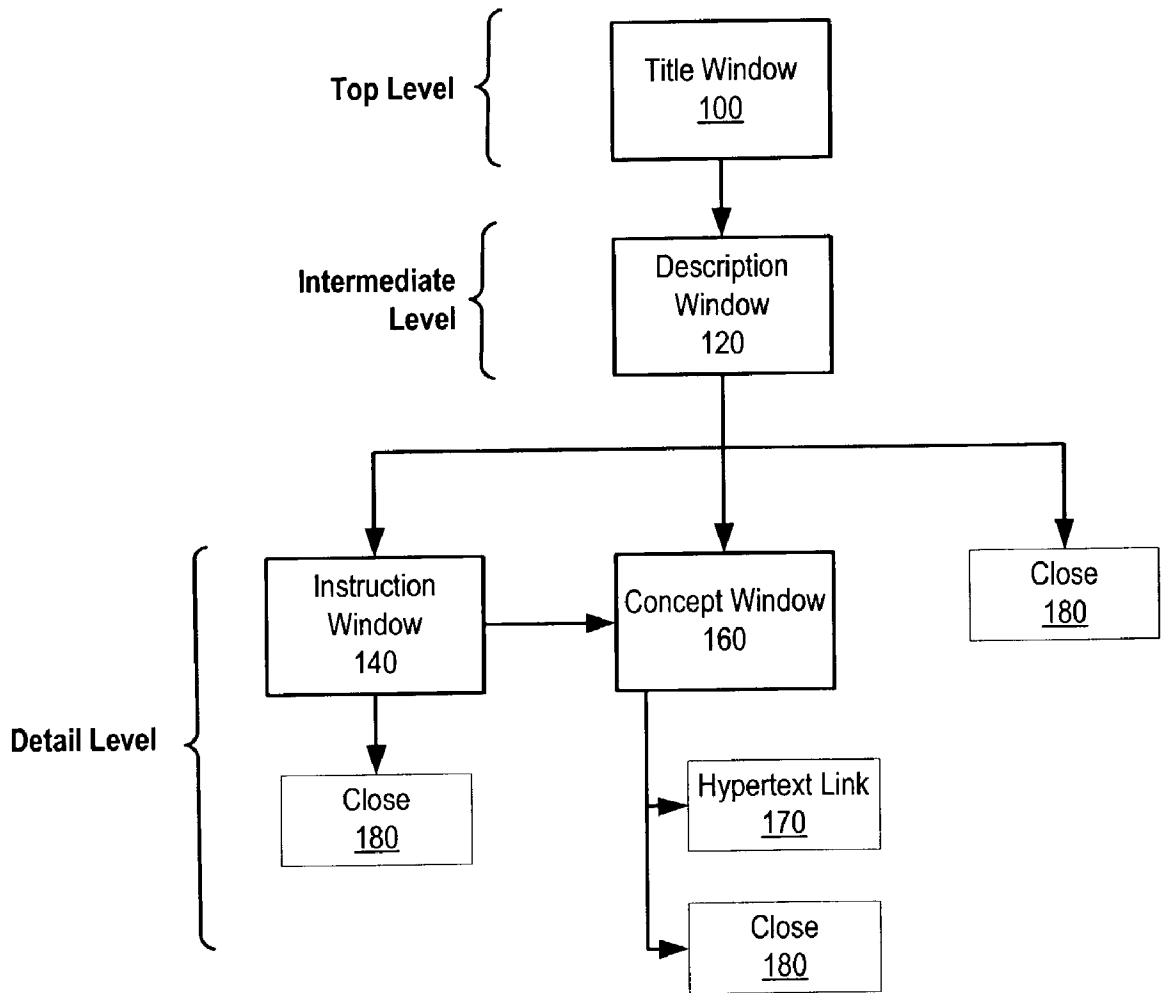 Top Level
Title Window
100
Intermediate
Level
Description
Window
120
Detail Level
Instruction
Window
140
Concept Window
160
Close
180
Close
180
Hypertext Link
170
Close
180